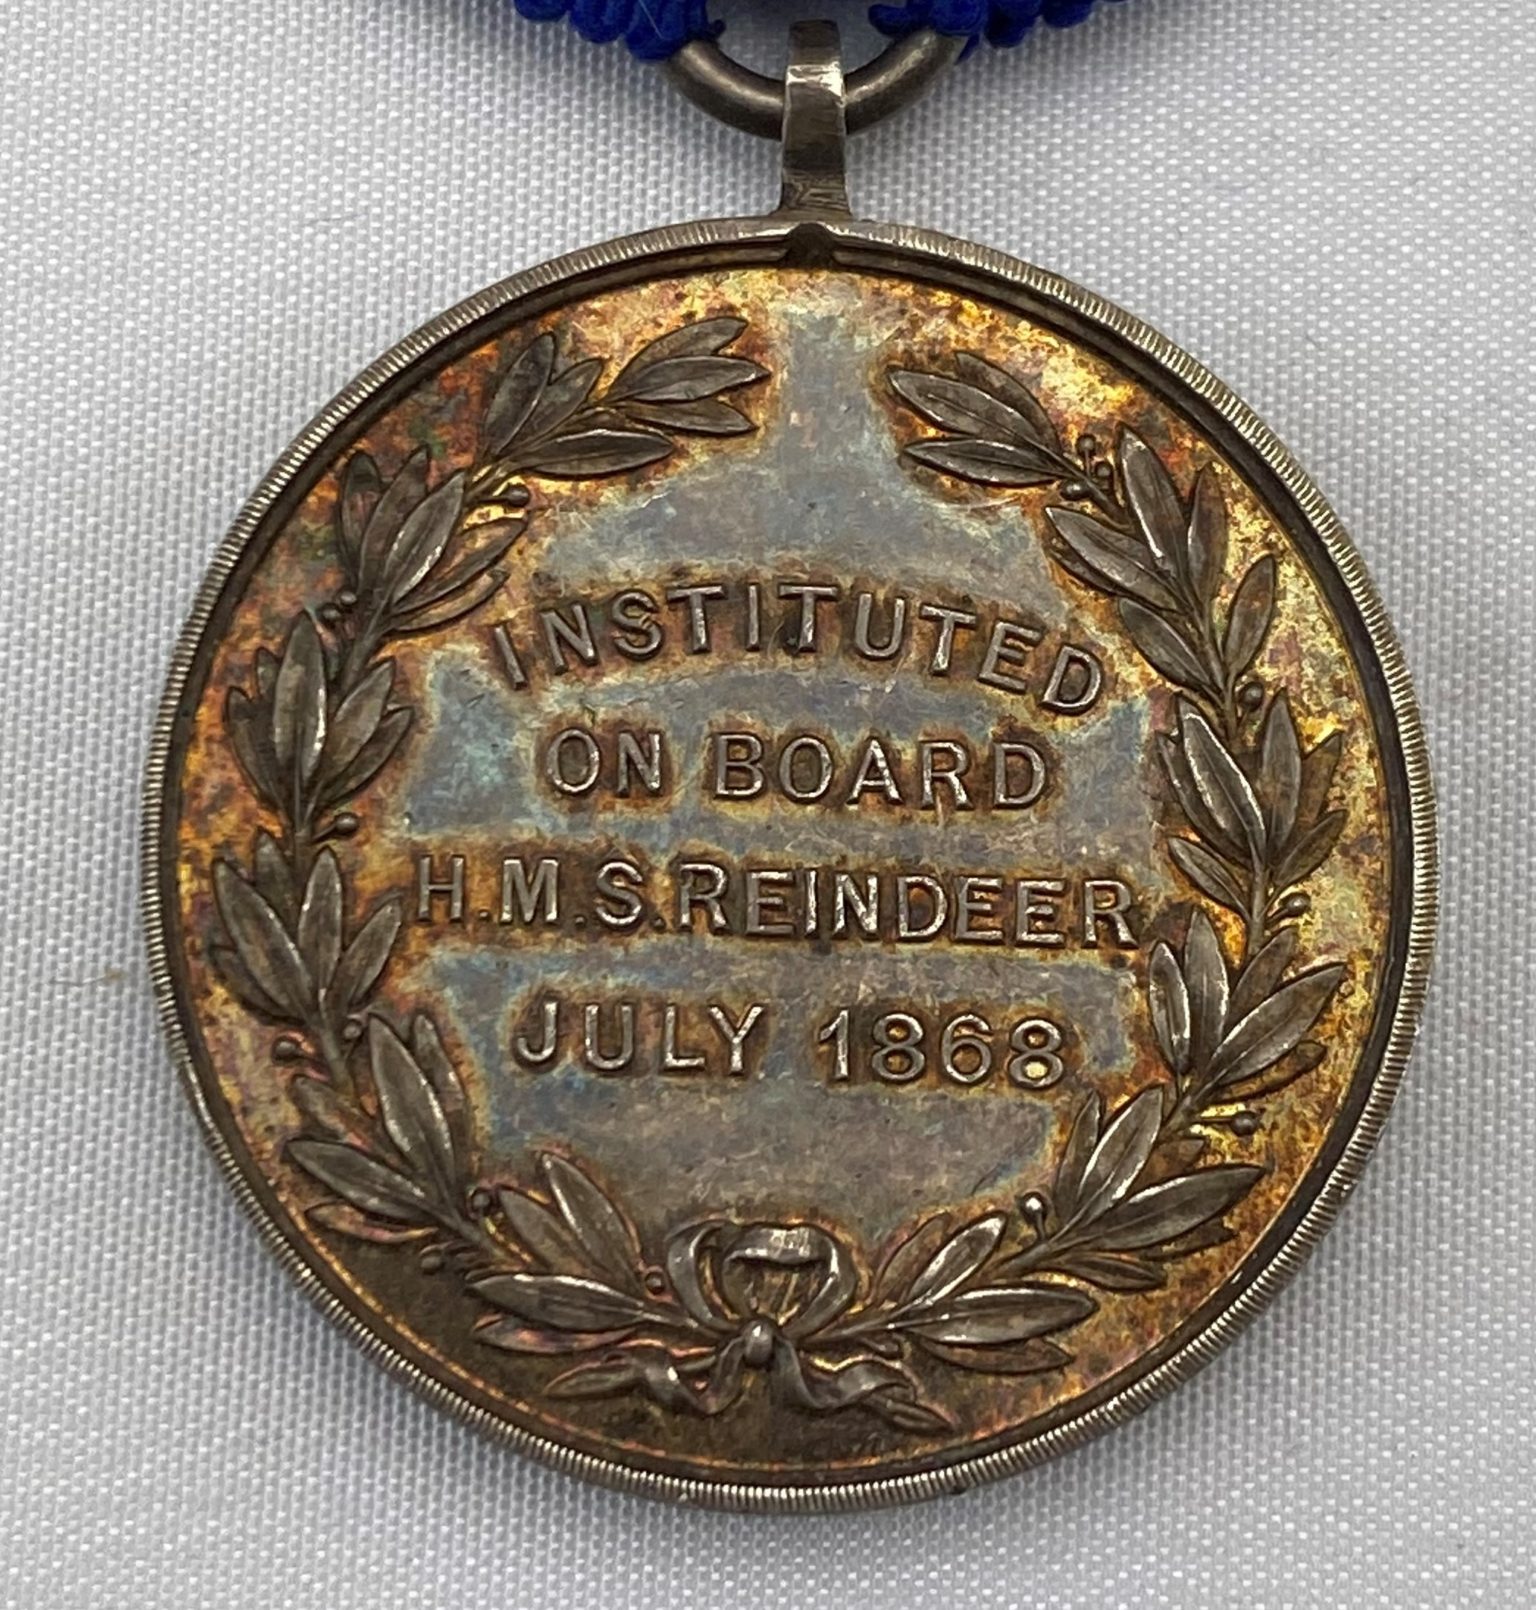 INSTITUTED
ON BOARD
H.M.S. REINDEER
JULY 1868